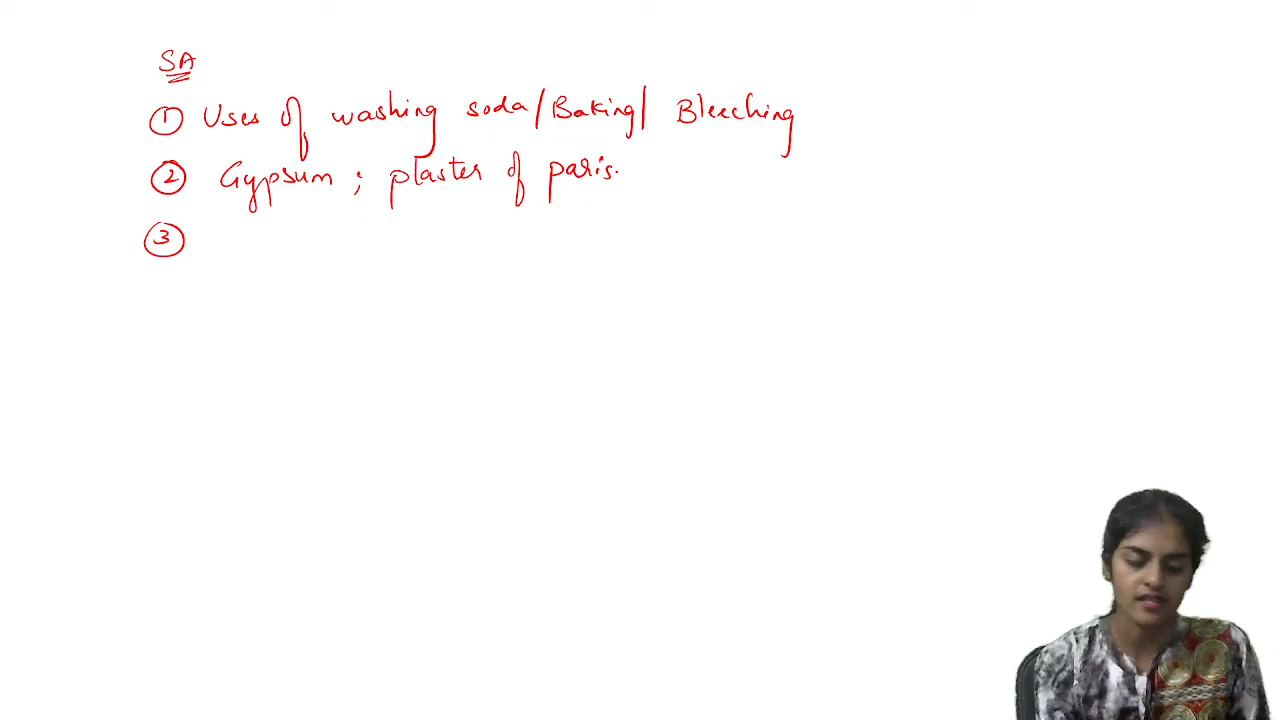 SA
① Uses of washing soda/Baking/ Bleeching
② Gypsum ; plaster of paris.
③